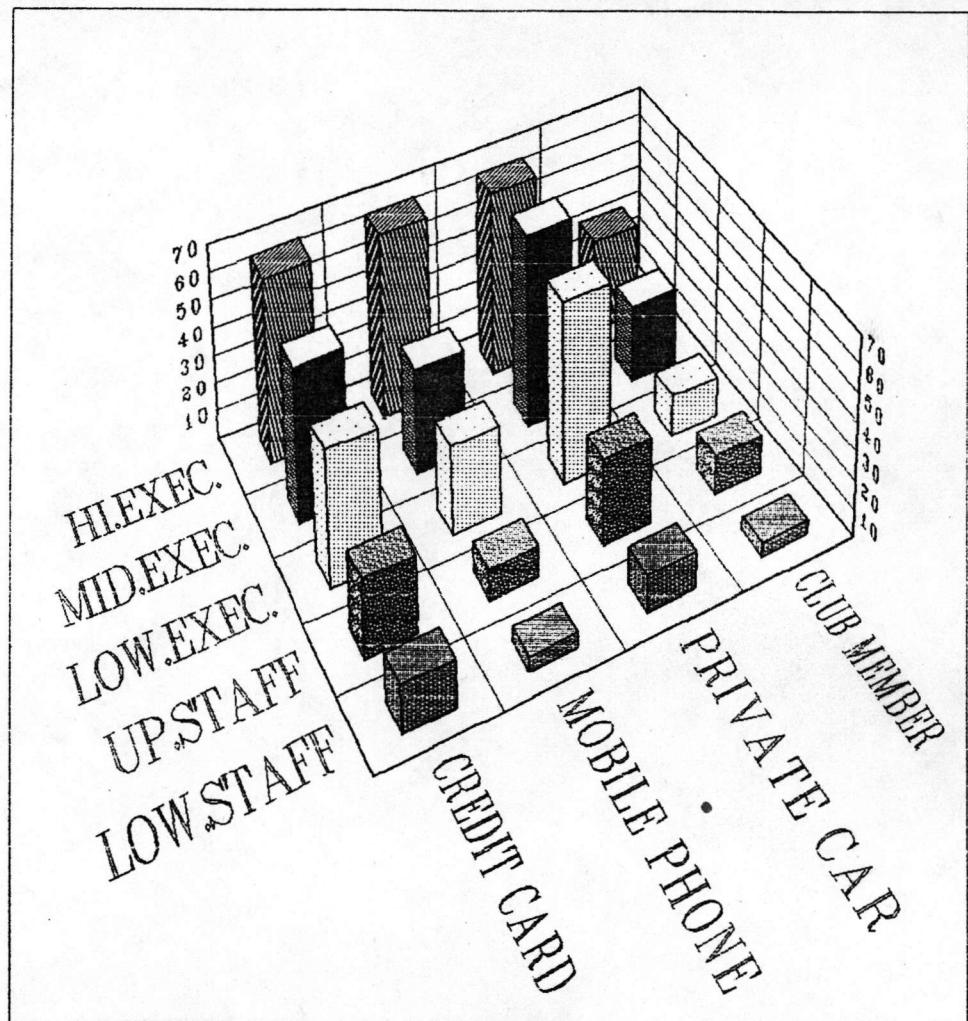 70
60
50
40
30
20
10
70
60
50
40
30
20
10
HI.EXEC.
MID.EXEC.
LOW.EXEC.
UP.STAFF
LOW.STAFF
CREDIT CARD
MOBILE PHONE
PRIVATE CAR
CLUB MEMBER